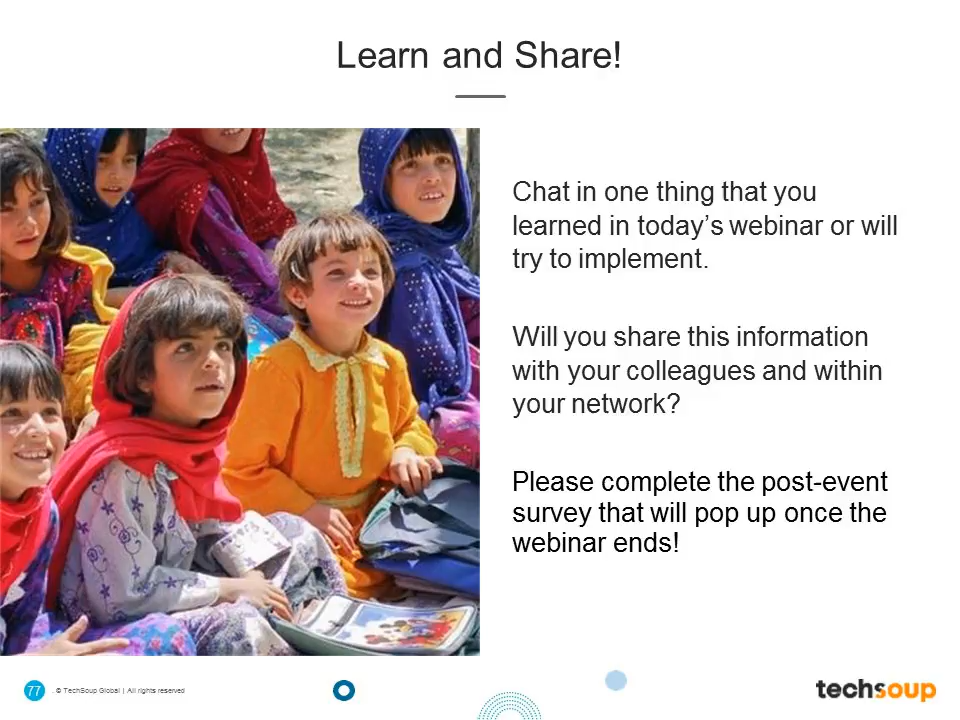 Learn and Share!
Chat in one thing that you
learned in today’s webinar or will
try to implement.
Will you share this information
with your colleagues and within
your network?
Please complete the post-event
survey that will pop up once the
webinar ends!
77 . © TechSoup Global | All rights reserved
techsoup